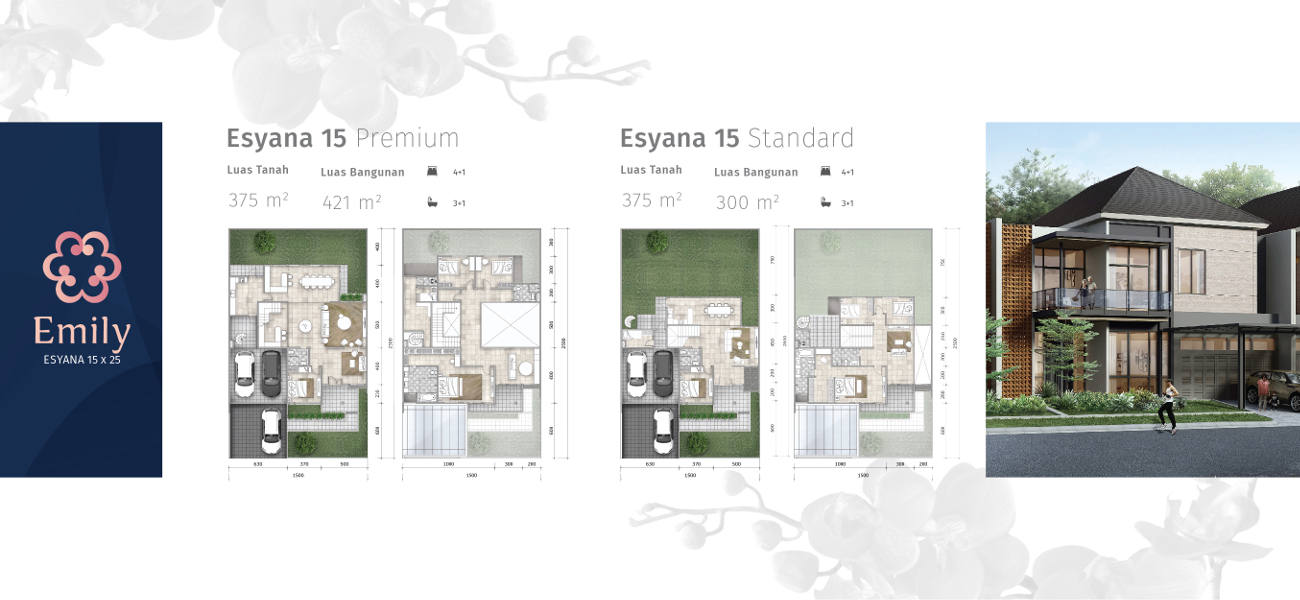 Emily
ESYANA 15 x 25
Esyana 15 Premium
Luas Tanah
Luas Bangunan
4+1
375 m²
421 m²
3+1
630
370
500
1500
1000
300
200
1500
Esyana 15 Standard
Luas Tanah
Luas Bangunan
4+1
375 m²
300 m²
3+1
630
370
500
1500
1000
300
200
1500